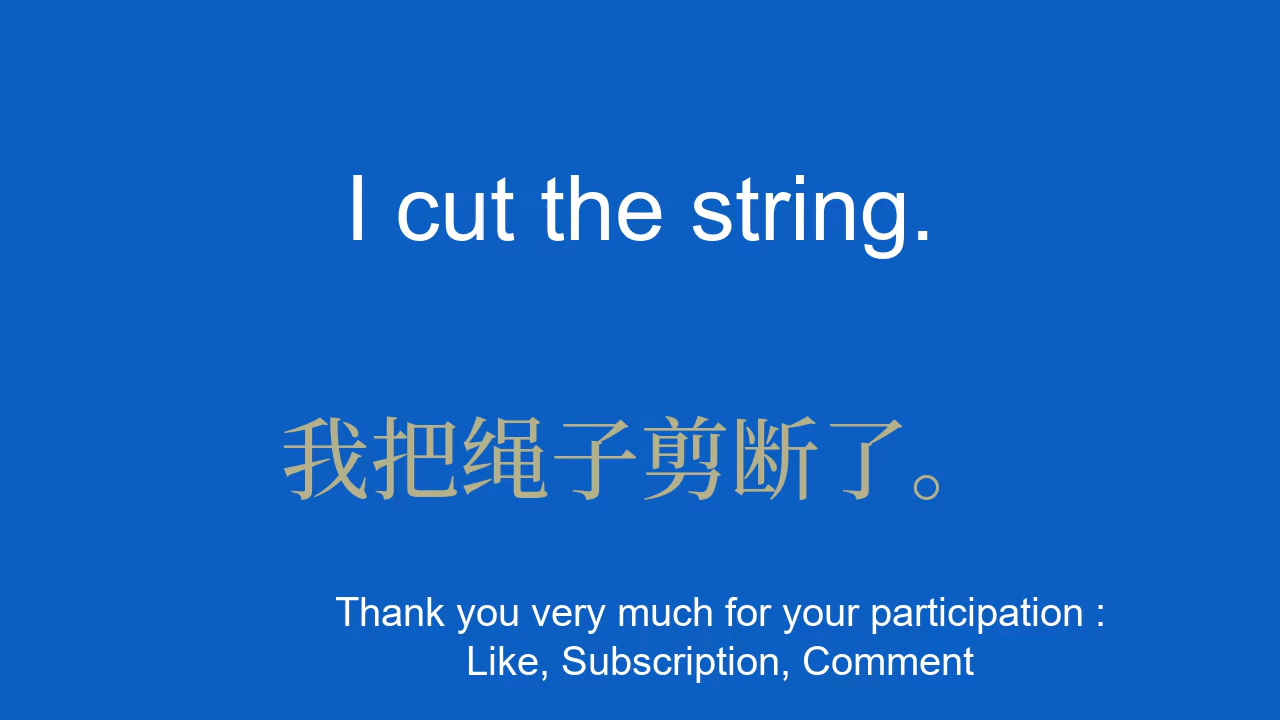 I cut the string.
我把绳子剪断了。
Thank you very much for your participation :
Like, Subscription, Comment